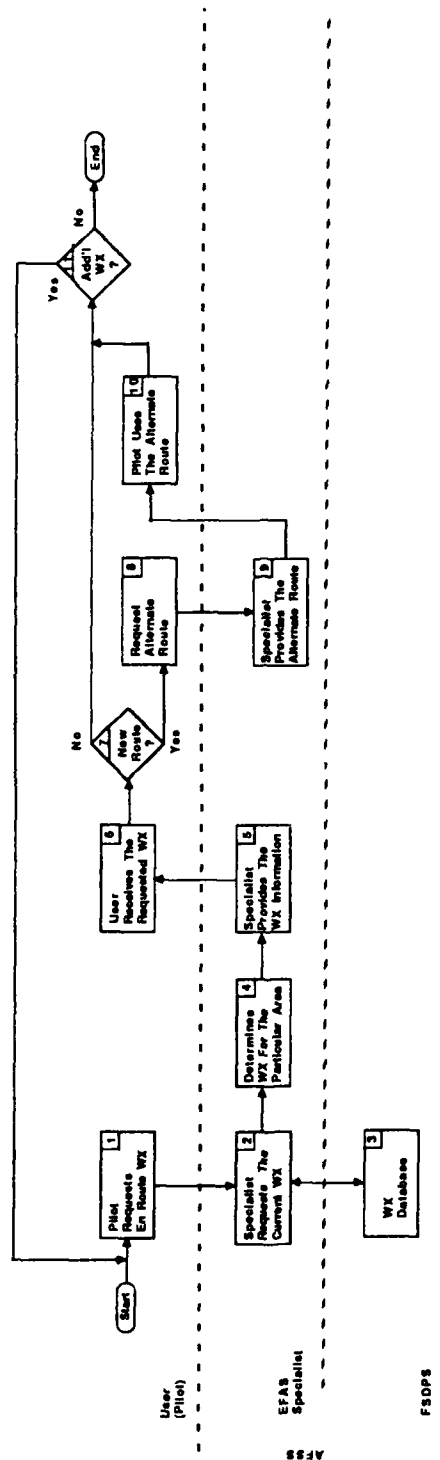 Start
1
Pilot
Requests
En Route WX
2
Specialist
Requests The
Current WX
3
WX
Database
4
Determines
WX For The
Particular Area
5
Specialist
Provides The
WX Information
6
User
Receives The
Requested WX
7
New
Route
?
No
Yes
8
Request
Alternate
Route
9
Specialist
Provides The
Alternate Route
10
Pilot Uses
The Alternate
Route
11
Add'l
WX
?
Yes
No
End
User
(Pilot)
EFAS
Specialist
AFSS
FSDPS